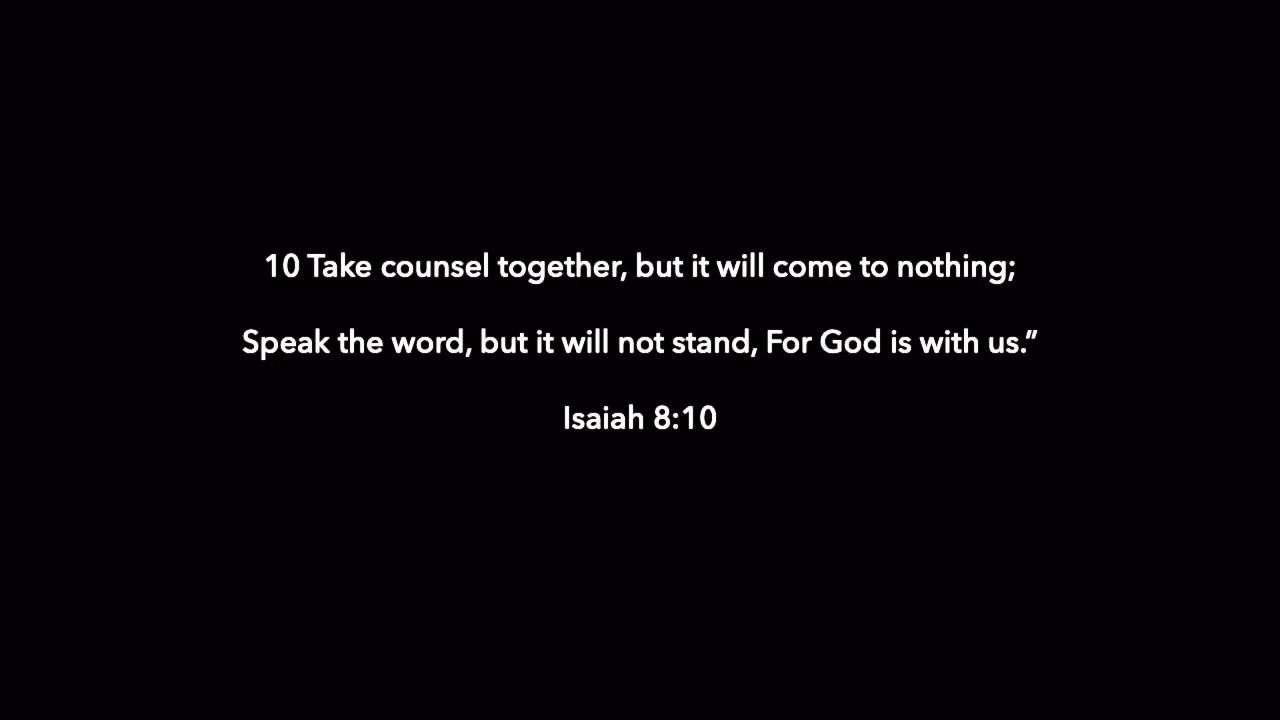 10 Take counsel together, but it will come to nothing;
Speak the word, but it will not stand, For God is with us.”
Isaiah 8:10